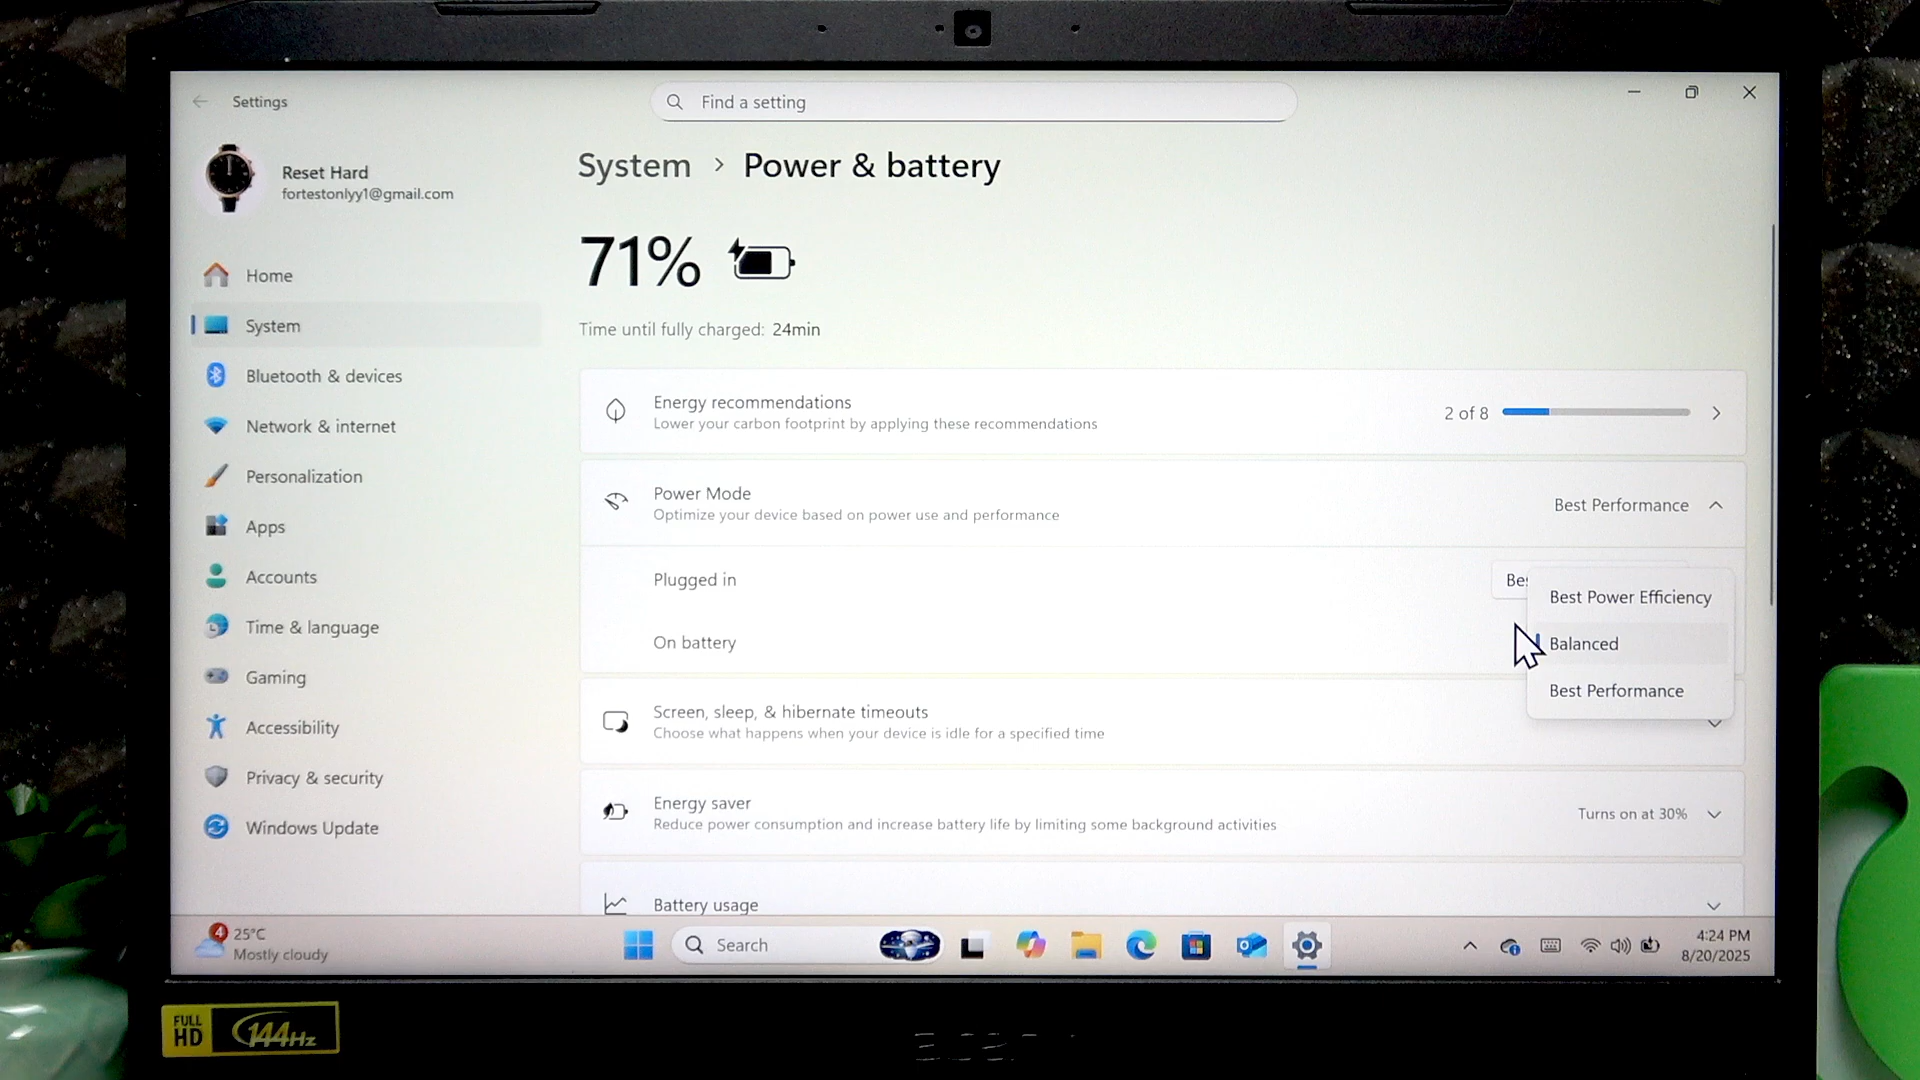 Settings
Find a setting
Reset Hard
fortestonlyy1@gmail.com
Home
System
Bluetooth & devices
Network & internet
Personalization
Apps
Accounts
Time & language
Gaming
Accessibility
Privacy & security
Windows Update
System > Power & battery
71%
Time until fully charged: 24min
Energy recommendations
Lower your carbon footprint by applying these recommendations
2 of 8
Power Mode
Optimize your device based on power use and performance
Best Performance
Plugged in
On battery
Best Power Efficiency
Balanced
Best Performance
Screen, sleep, & hibernate timeouts
Choose what happens when your device is idle for a specified time
Energy saver
Reduce power consumption and increase battery life by limiting some background activities
Turns on at 30%
Battery usage
4
25°C
Mostly cloudy
Search
4:24 PM
8/20/2025
FULL
HD
144Hz